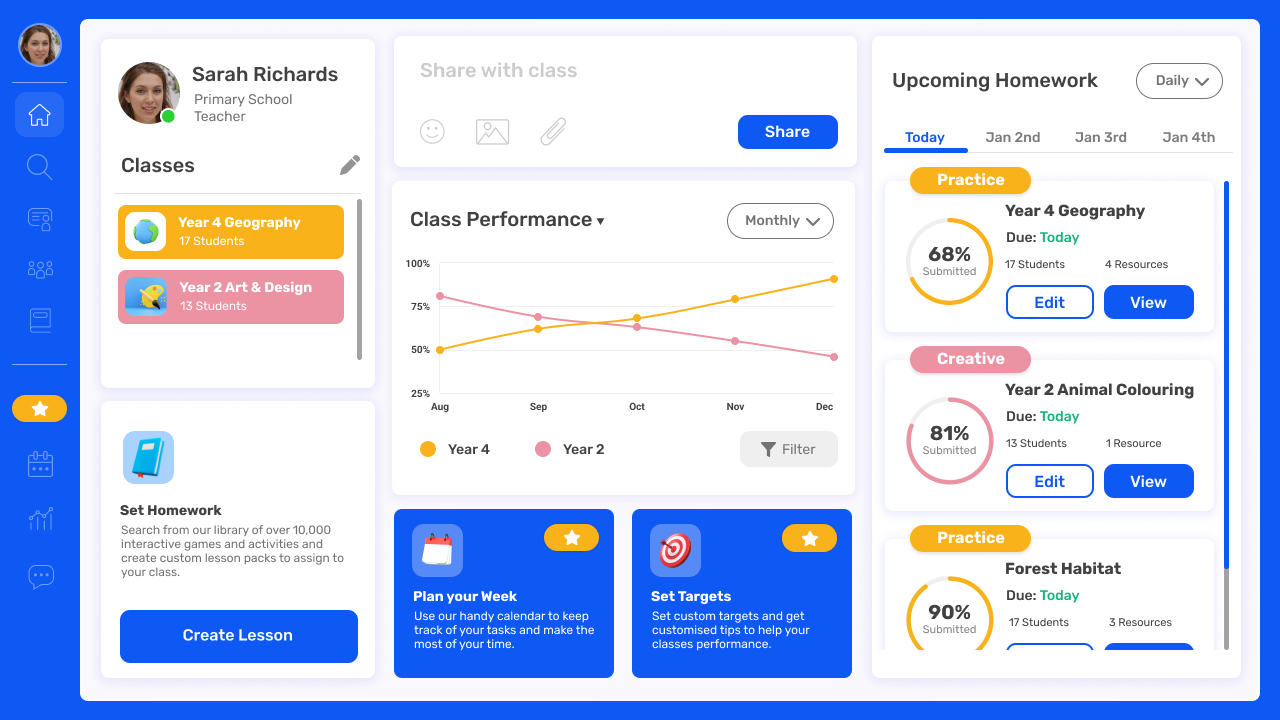 Sarah Richards
Primary School
Teacher
Classes
Year 4 Geography
17 Students
Year 2 Art & Design
13 Students
Set Homework
Search from our library of over 10,000
interactive games and activities and
create custom lesson packs to assign to
your class.
Create Lesson
Share with class
Share
Class Performance
Monthly
100%
75%
50%
25%
Aug Sep Oct Nov Dec
Year 4 Year 2
Filter
Plan your Week
Use our handy calendar to keep
track of your tasks and make the
most of your time.
Set Targets
Set custom targets and get
customised tips to help your
classes performance.
Upcoming Homework
Daily
Today Jan 2nd Jan 3rd Jan 4th
Practice
Year 4 Geography
Due: Today
68%
Submitted
17 Students 4 Resources
Edit View
Creative
Year 2 Animal Colouring
Due: Today
81%
Submitted
13 Students 1 Resource
Edit View
Practice
Forest Habitat
Due: Today
90%
Submitted
17 Students 3 Resources